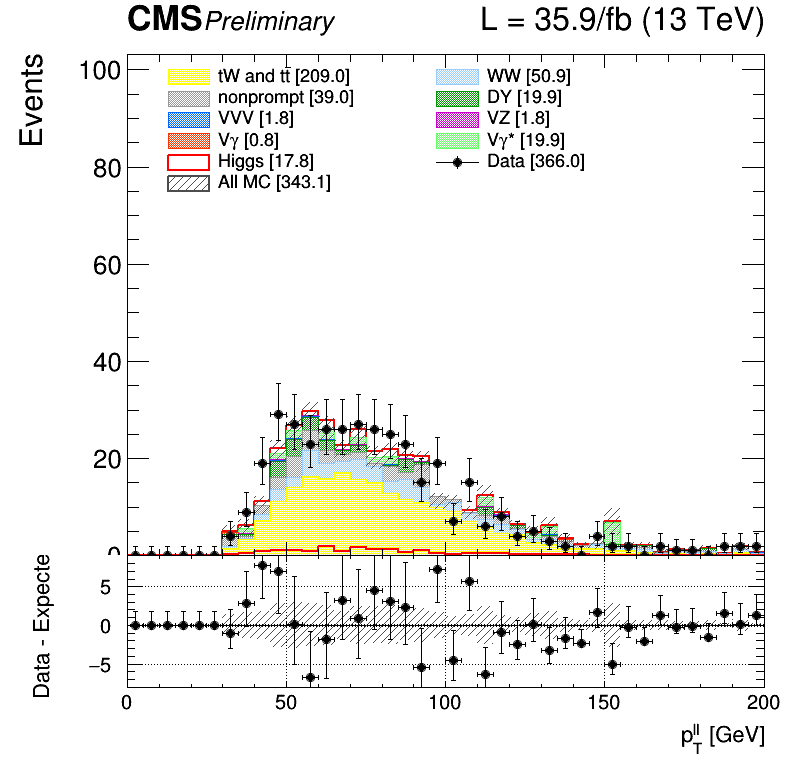 CMS Preliminary L = 35.9/fb (13 TeV)
Events
100
80
60
40
20
0
tW and tt̄ [209.0]
nonprompt [39.0]
VVV [1.8]
Vγ [0.8]
Higgs [17.8]
All MC [343.1]
WW [50.9]
DY [19.9]
VZ [1.8]
Vγ* [19.9]
Data [366.0]
Data - Expecte
5
0
−5
0 50 100 150 200
p_T^ll [GeV]